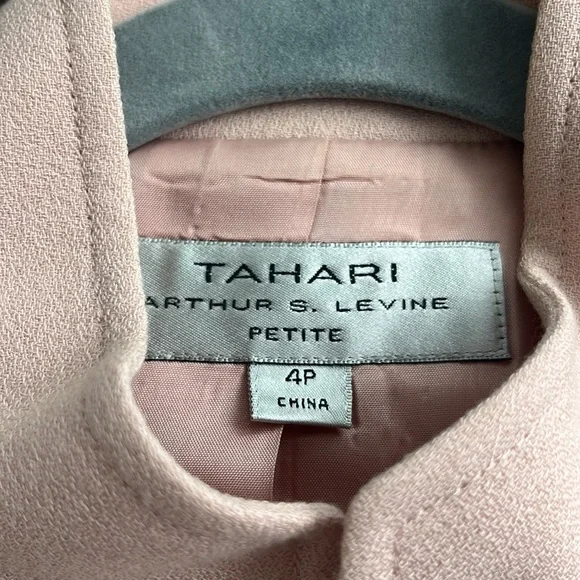 TAHARI
ARTHUR S. LEVINE
PETITE
4P
CHINA